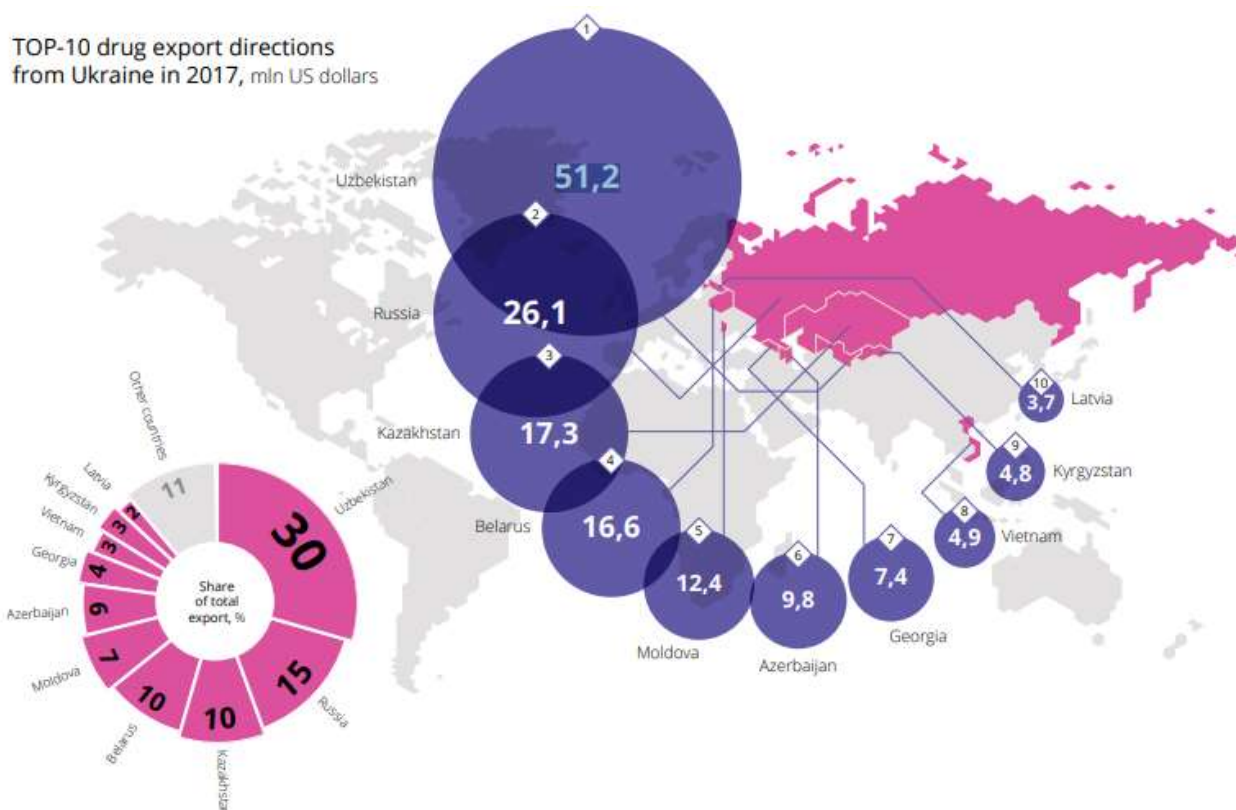 TOP-10 drug export directions
from Ukraine in 2017, mln US dollars
1
Uzbekistan
51,2
2
Russia
26,1
3
Kazakhstan
17,3
4
Belarus
16,6
5
12,4
Moldova
6
9,8
Azerbaijan
7
7,4
Georgia
8
4,9
Vietnam
9
4,8
Kyrgyzstan
10
3,7
Latvia
Share
of total
export, %
Uzbekistan
30
Russia
15
Kazakhsta
10
Belarus
10
Moldova
7
Azerbaijan
6
Georgia
4
Vietnam
3
Kyrgyzstan
3
Latvia
2
Other countries
11